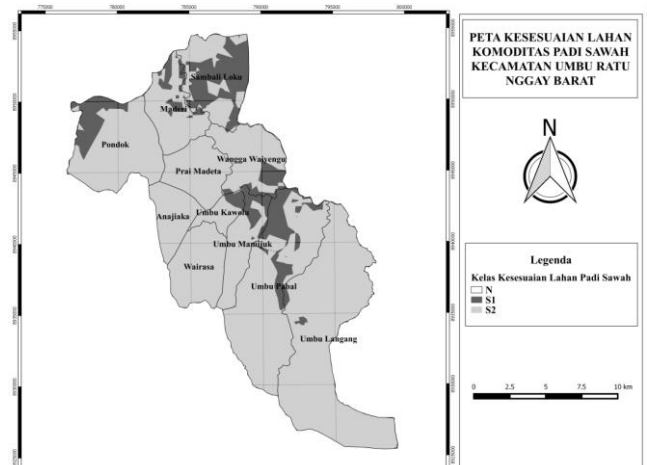 775000 780000 785000 790000 795000 800000
PETA KESESUAIAN LAHAN
KOMODITAS PADI SAWAH
KECAMATAN UMBU RATU
NGGAY BARAT
N
Sambali Loku
Maderi
Pondok
Wangga Waiyengu
Prai Madeta
Umbu Kawola
Anajiaka
Umbu Mamijuk
Wairasa
Umbu Pabal
Umbu Langang
Legenda
Kelas Kesesuaian Lahan Padi Sawah
N
S1
S2
0 2.5 5 7.5 10 km